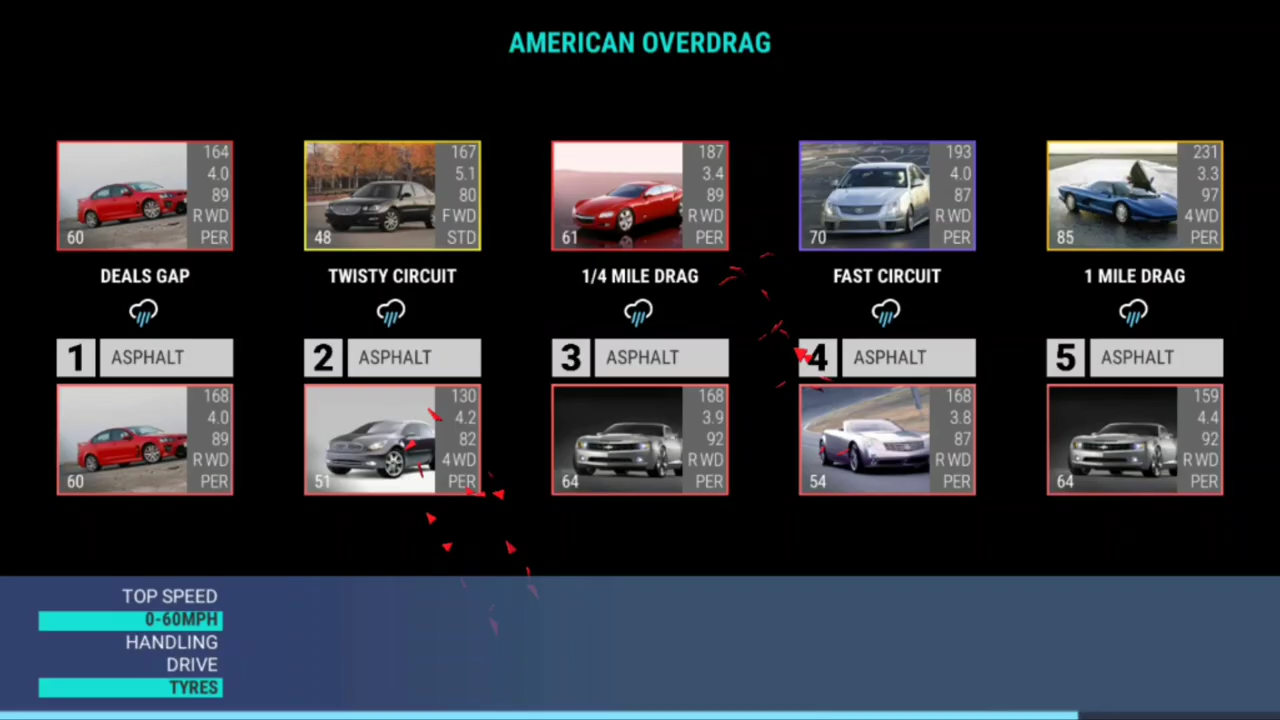 AMERICAN OVERDRAG
164
4.0
89
RWD
PER
60
167
5.1
80
FWD
STD
48
187
3.4
89
RWD
PER
61
193
4.0
87
RWD
PER
70
231
3.3
97
4WD
PER
85
DEALS GAP
TWISTY CIRCUIT
1/4 MILE DRAG
FAST CIRCUIT
1 MILE DRAG
1 ASPHALT
2 ASPHALT
3 ASPHALT
4 ASPHALT
5 ASPHALT
168
4.0
89
RWD
PER
60
130
4.2
82
4WD
PER
51
168
3.9
92
RWD
PER
64
168
3.8
87
RWD
PER
54
159
4.4
92
RWD
PER
64
TOP SPEED
0-60MPH
HANDLING
DRIVE
TYRES